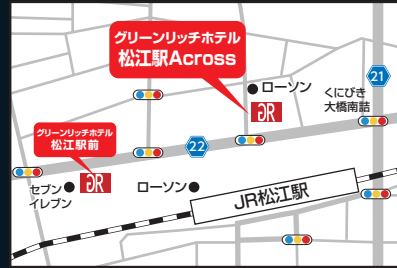 グリーンリッチホテル
松江駅Across
ローソン
21
くにびき
大橋南詰
GR
グリーンリッチホテル
松江駅前
22
GR
セブン
イレブン
ローソン
JR松江駅